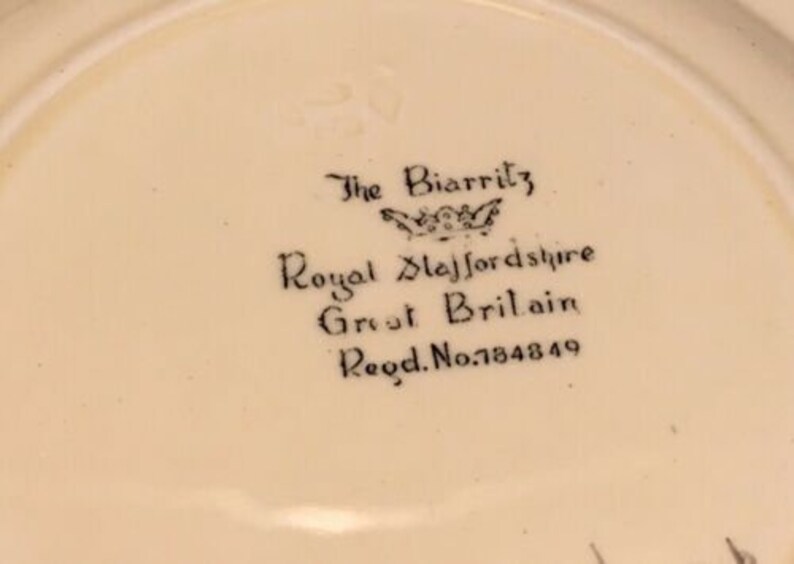 The Biarritz
Royal Staffordshire
Great Britain
Regd. No. 784849